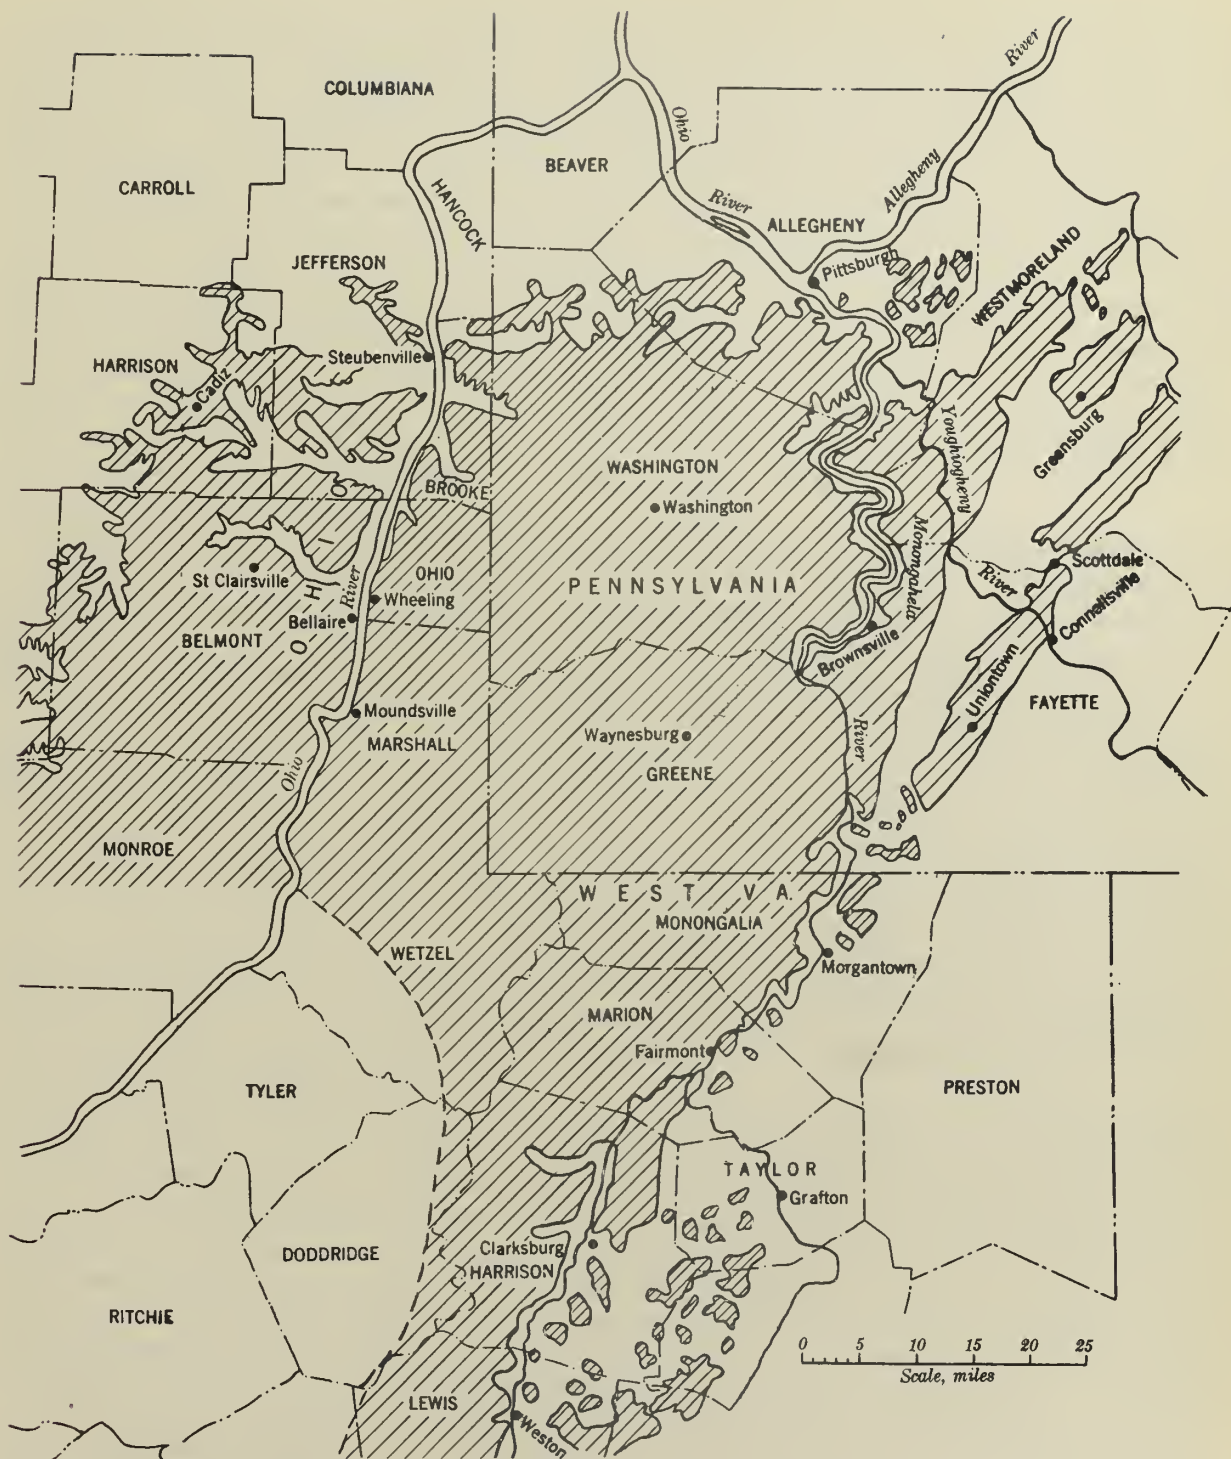 COLUMBIANA
River
Ohio
BEAVER
CARROLL
HANCOCK
River
Allegheny
ALLEGHENY
JEFFERSON
Pittsburgh
WESTMORELAND
HARRISON
Steubenville
Cadiz
Youghiogheny
Greensburg
WASHINGTON
Washington
BROOKE
Monongahela
OHIO
St Clairsville
PENNSYLVANIA
Scottdale
River
Wheeling
River
Bellaire
BELMONT
OHIO
Connellsville
Brownsville
Uniontown
FAYETTE
Moundsville
MARSHALL
Waynesburg
River
GREENE
Ohio
MONROE
WEST VA.
MONONGALIA
WETZEL
Morgantown
MARION
Fairmont
TYLER
PRESTON
TAYLOR
Grafton
Clarksburg
DODDRIDGE
HARRISON
RITCHIE
0 5 10 15 20 25
Scale, miles
LEWIS
Weston